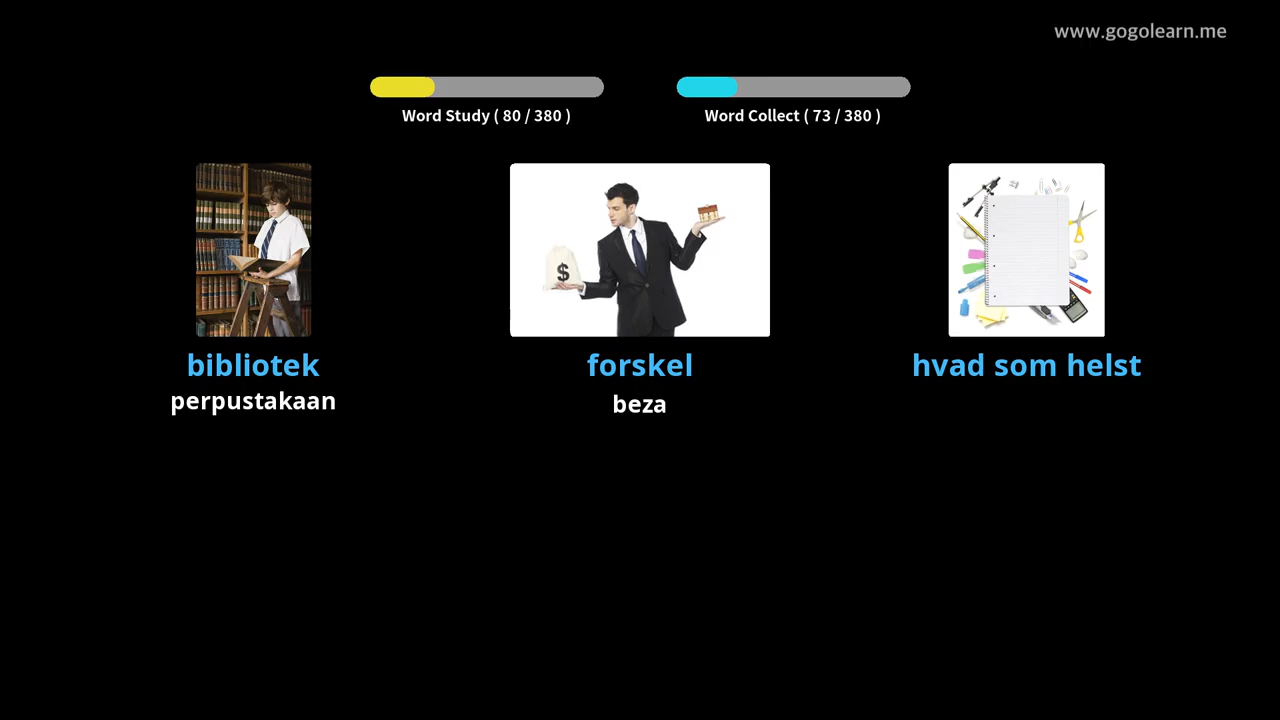 www.gogolearn.me
Word Study ( 80 / 380 )
Word Collect ( 73 / 380 )
$
bibliotek
perpustakaan
forskel
beza
hvad som helst